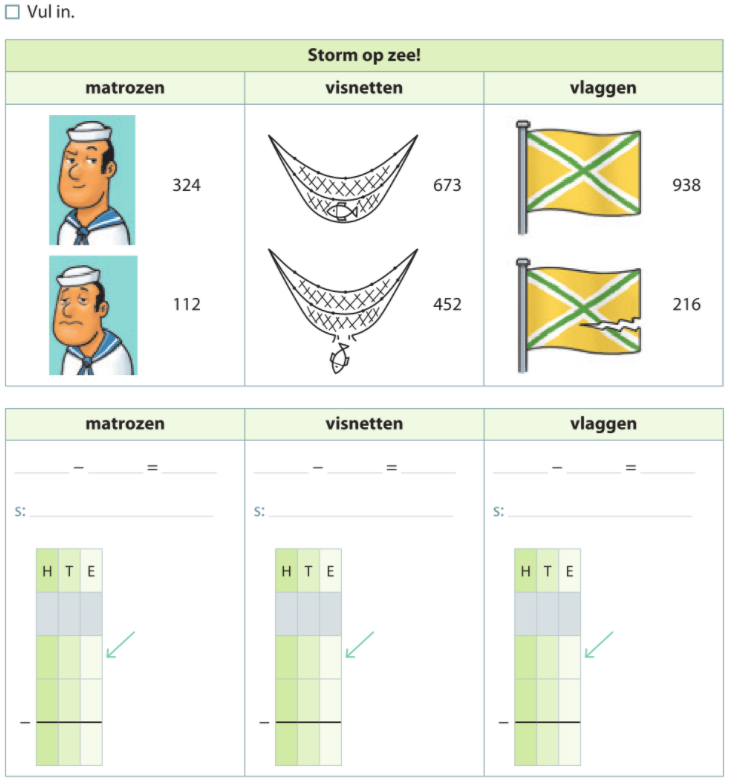 Vul in.
Storm op zee!
matrozen visnetten vlaggen
324 673 938
112 452 216
matrozen visnetten vlaggen
– = – = – =
s: s: s:
H T E H T E H T E
– – –